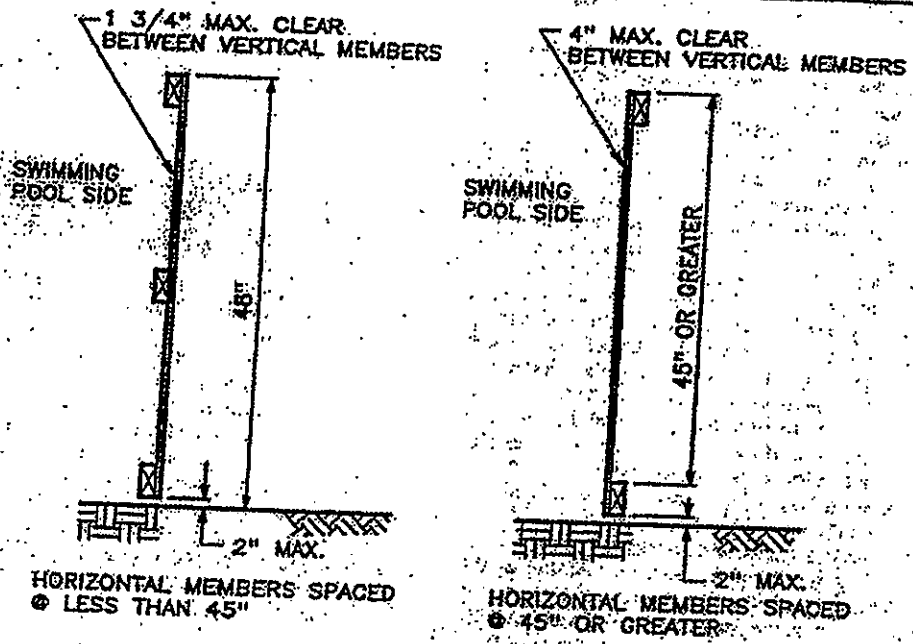 1 3/4" MAX. CLEAR
BETWEEN VERTICAL MEMBERS
SWIMMING
POOL SIDE
48"
2" MAX.
HORIZONTAL MEMBERS SPACED
@ LESS THAN 45"
4" MAX. CLEAR
BETWEEN VERTICAL MEMBERS
SWIMMING
POOL SIDE
45" OR GREATER
2" MAX.
HORIZONTAL MEMBERS SPACED
@ 45" OR GREATER